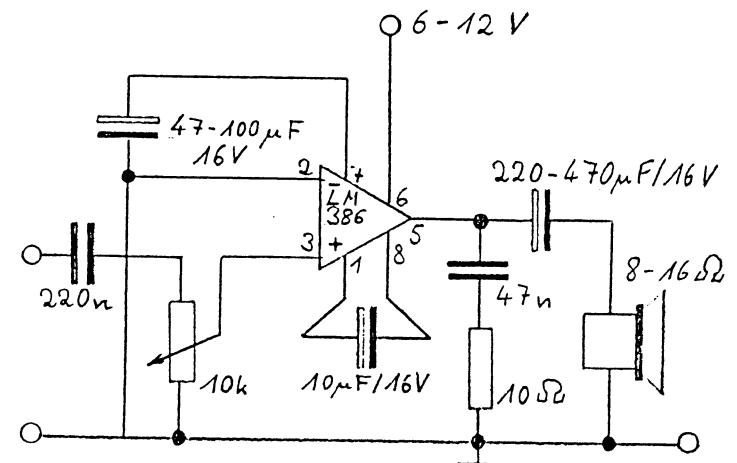 6-12 V
47-100µF
16V
2
7
-
LM
386
6
5
220-470µF/16V
3
+
1
8
8-16Ω
220n
47n
10k
10µF/16V
10Ω